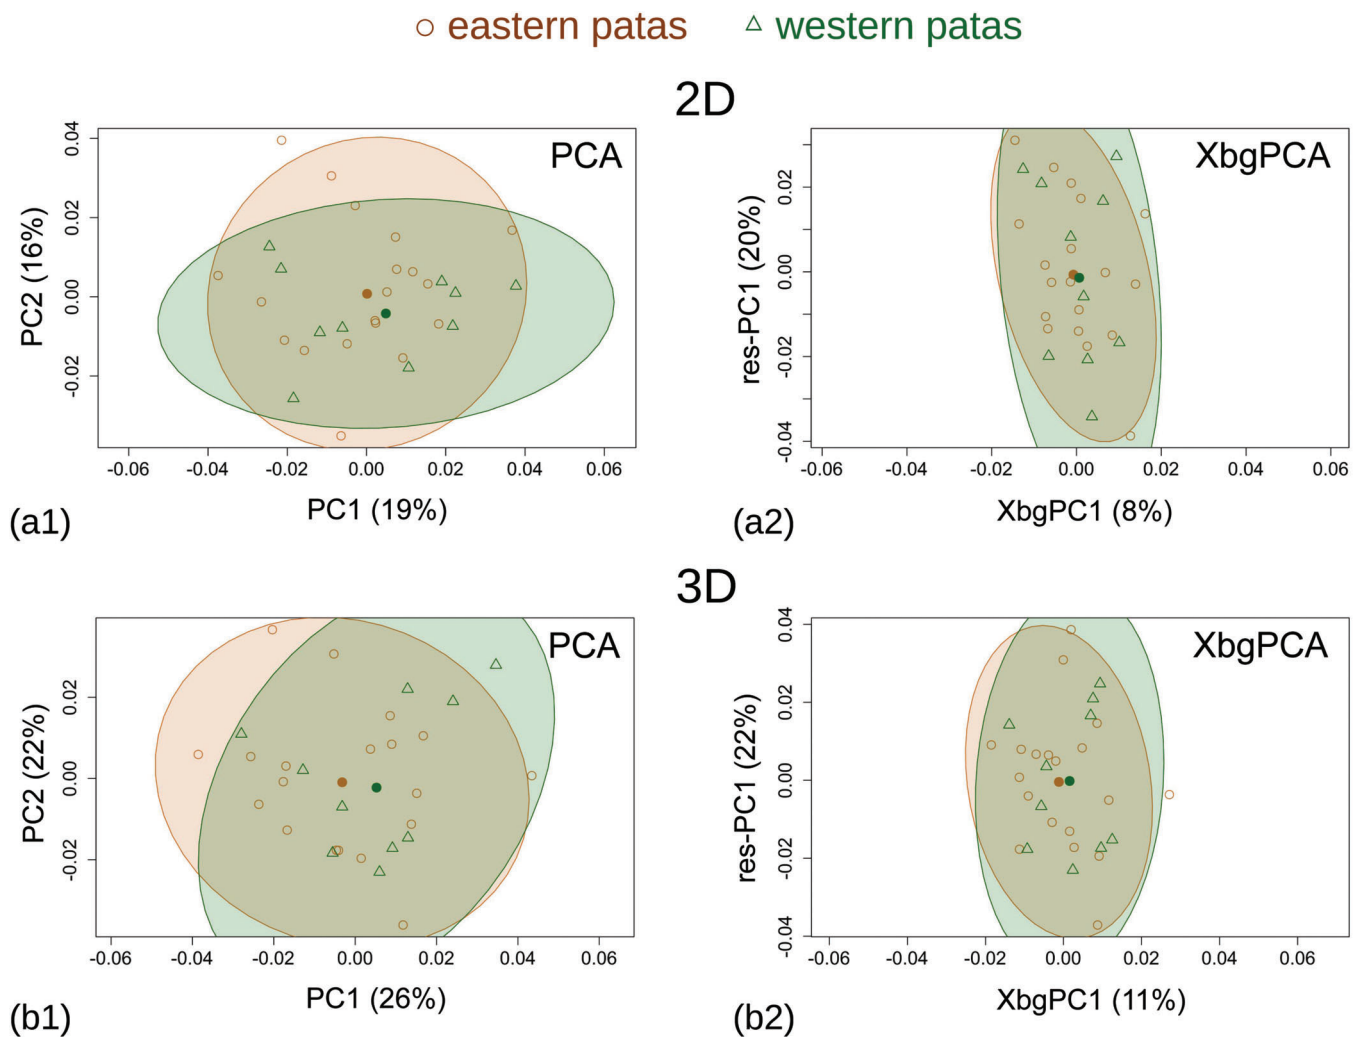 eastern patas western patas
2D
PCA
0.04
0.02
0.00
-0.02
PC2 (16%)
-0.06 -0.04 -0.02 0.00 0.02 0.04 0.06
PC1 (19%)
(a1)
XbgPCA
0.02
0.00
-0.02
-0.04
res-PC1 (20%)
-0.06 -0.04 -0.02 0.00 0.02 0.04 0.06
XbgPC1 (8%)
(a2)
3D
PCA
0.02
0.00
-0.02
PC2 (22%)
-0.06 -0.04 -0.02 0.00 0.02 0.04 0.06
PC1 (26%)
(b1)
XbgPCA
0.04
0.02
0.00
-0.02
-0.04
res-PC1 (22%)
-0.06 -0.04 -0.02 0.00 0.02 0.04 0.06
XbgPC1 (11%)
(b2)